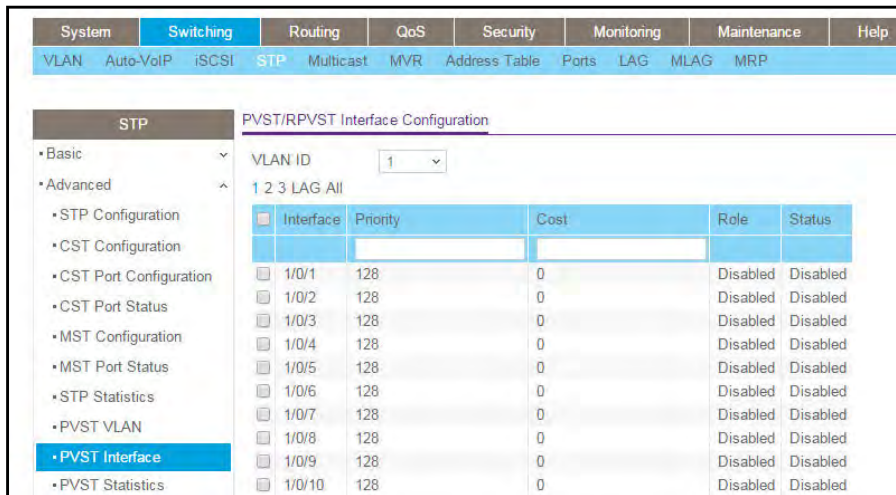 System Switching Routing QoS Security Monitoring Maintenance Help
VLAN Auto-VoIP iSCSI STP Multicast MVR Address Table Ports LAG MLAG MRP
STP
• Basic
• Advanced
• STP Configuration
• CST Configuration
• CST Port Configuration
• CST Port Status
• MST Configuration
• MST Port Status
• STP Statistics
• PVST VLAN
• PVST Interface
• PVST Statistics
PVST/RPVST Interface Configuration
VLAN ID 1
1 2 3 LAG All
Interface Priority Cost Role Status
1/0/1 128 0 Disabled Disabled
1/0/2 128 0 Disabled Disabled
1/0/3 128 0 Disabled Disabled
1/0/4 128 0 Disabled Disabled
1/0/5 128 0 Disabled Disabled
1/0/6 128 0 Disabled Disabled
1/0/7 128 0 Disabled Disabled
1/0/8 128 0 Disabled Disabled
1/0/9 128 0 Disabled Disabled
1/0/10 128 0 Disabled Disabled